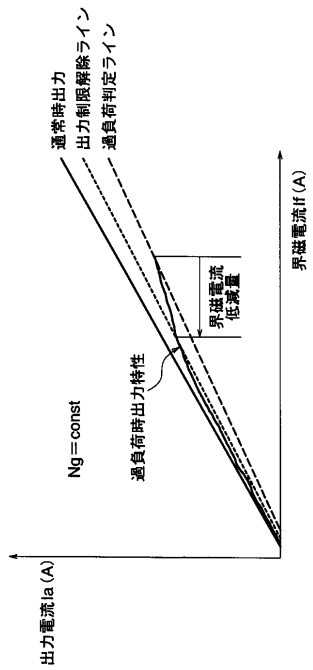 出力電流Ia(A)
Ng=const
通常時出力
出力制限解除ライン
過負荷判定ライン
過負荷時出力特性
界磁電流
低減量
界磁電流If(A)